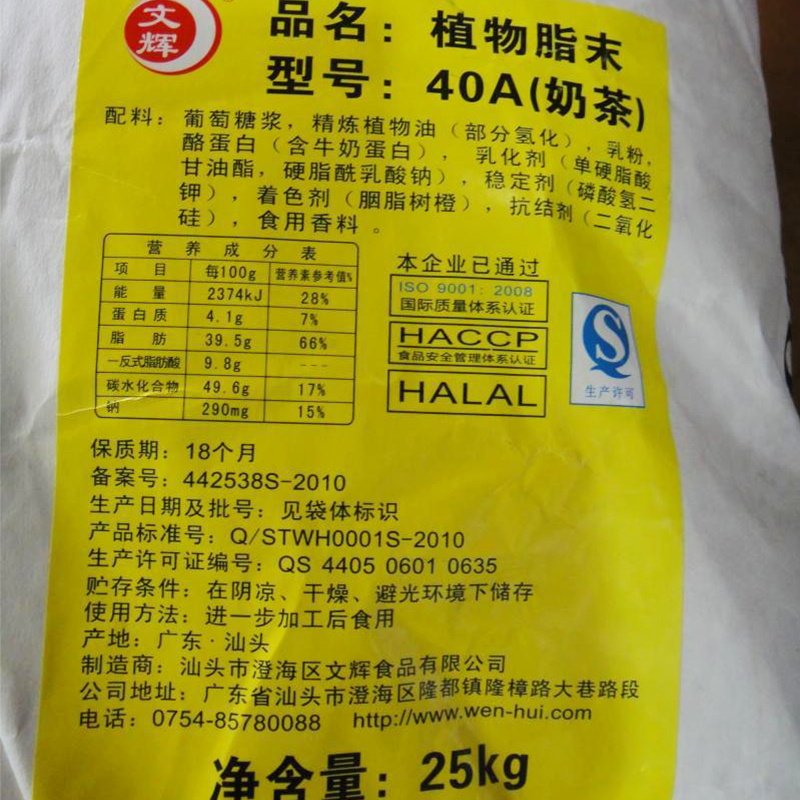 文辉
品名：植物脂末
型号：40A(奶茶)
配料：葡萄糖浆，精炼植物油（部分氢化），乳粉，
酪蛋白（含牛奶蛋白），乳化剂（单硬脂酸
甘油酯，硬脂酰乳酸钠），稳定剂（磷酸氢二
钾），着色剂（胭脂树橙），抗结剂（二氧化
硅），食用香料。
营养成分表
项目 每100g 营养素参考值%
能量 2374kJ 28%
蛋白质 4.1g 7%
脂肪 39.5g 66%
—反式脂肪酸 9.8g ---
碳水化合物 49.6g 17%
钠 290mg 15%
本企业已通过
ISO 9001：2008
国际质量体系认证
HACCP
食品安全管理体系认证
HALAL
生产许可
保质期：18个月
备案号：442538S-2010
生产日期及批号：见袋体标识
产品标准号：Q/STWH0001S-2010
生产许可证编号：QS 4405 0601 0635
贮存条件：在阴凉、干燥、避光环境下储存
使用方法：进一步加工后食用
产地：广东·汕头
制造商：汕头市澄海区文辉食品有限公司
公司地址：广东省汕头市澄海区隆都镇隆樟路大巷路段
电话：0754-85780088 http://www.wen-hui.com
净含量：25kg